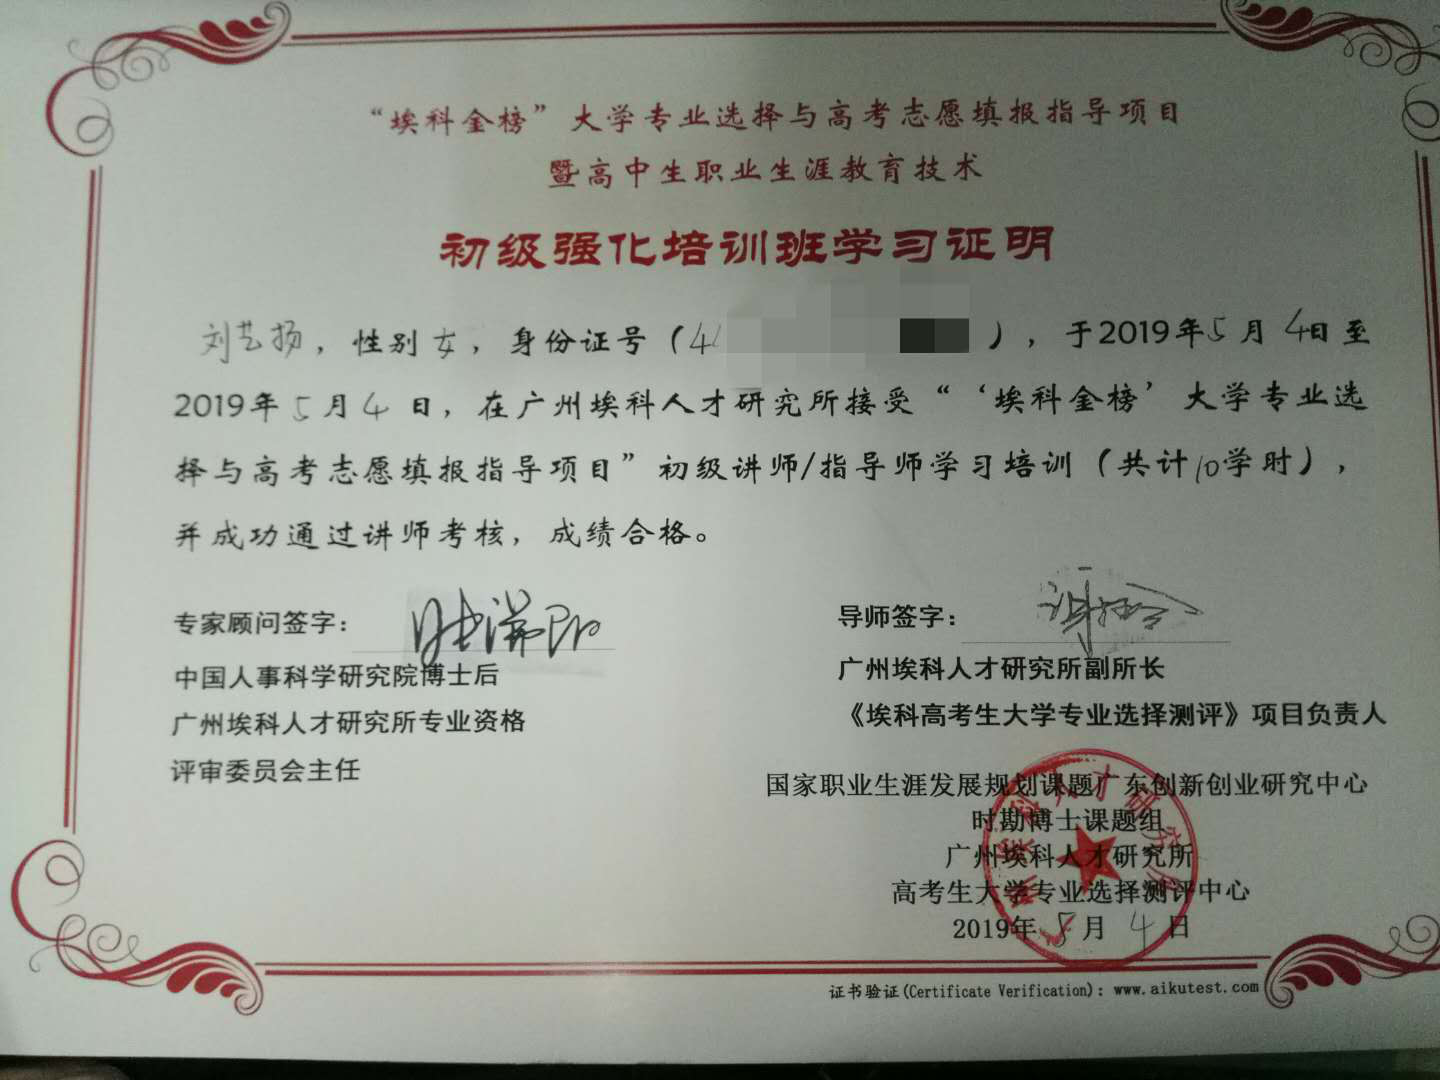 “埃科金榜”大学专业选择与高考志愿填报指导项目
暨高中生职业生涯教育技术
初级强化培训班学习证明
刘艺扬，性别女，身份证号（4），于2019年5月4日至
2019年5月4日，在广州埃科人才研究所接受“‘埃科金榜’大学专业选
择与高考志愿填报指导项目”初级讲师/指导师学习培训（共计10学时），
并成功通过讲师考核，成绩合格。
专家顾问签字：
中国人事科学研究院博士后
广州埃科人才研究所专业资格
评审委员会主任
导师签字：
广州埃科人才研究所副所长
《埃科高考生大学专业选择测评》项目负责人
国家职业生涯发展规划课题广东创新创业研究中心
时勘博士课题组
广州埃科人才研究所
高考生大学专业选择测评中心
2019年5月4日
证书验证(Certificate Verification)：www.aikutest.com